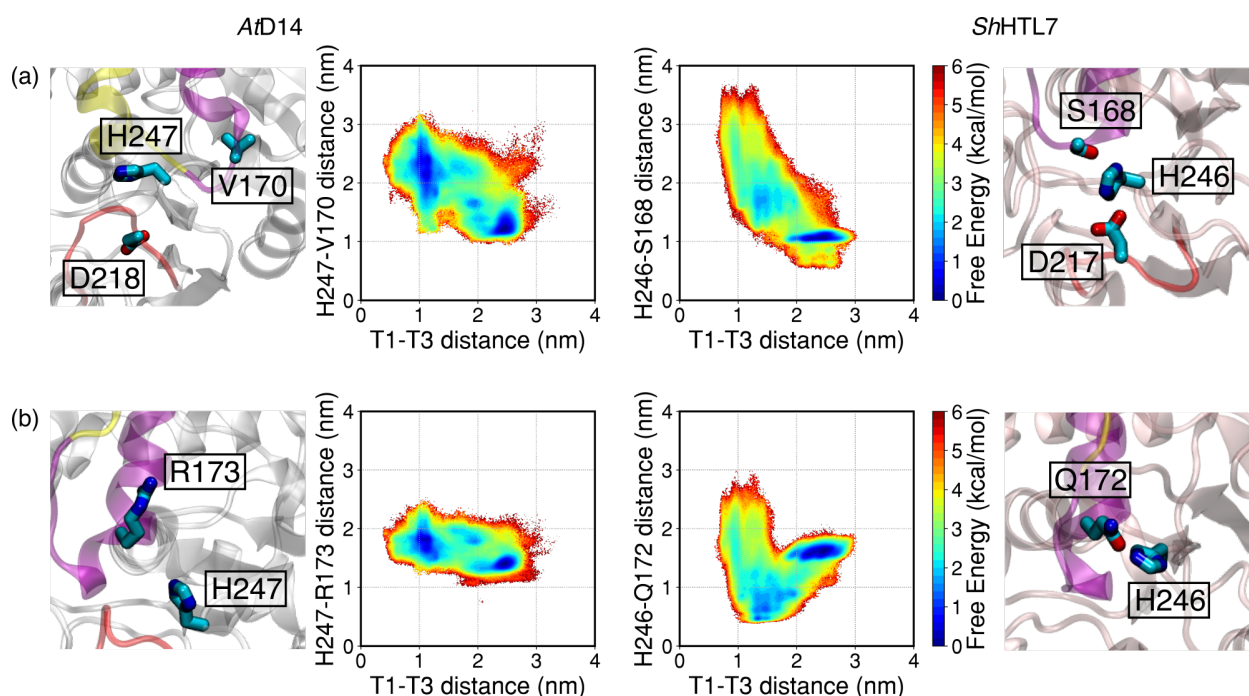 AtD14
ShHTL7
(a)
H247
V170
D218
H247-V170 distance (nm)
4
3
2
1
0
0 1 2 3 4
T1-T3 distance (nm)
H246-S168 distance (nm)
4
3
2
1
0
0 1 2 3 4
T1-T3 distance (nm)
6
5
4
3
2
1
0
Free Energy (kcal/mol)
S168
H246
D217
(b)
R173
H247
H247-R173 distance (nm)
4
3
2
1
0
0 1 2 3 4
T1-T3 distance (nm)
H246-Q172 distance (nm)
4
3
2
1
0
0 1 2 3 4
T1-T3 distance (nm)
6
5
4
3
2
1
0
Free Energy (kcal/mol)
Q172
H246